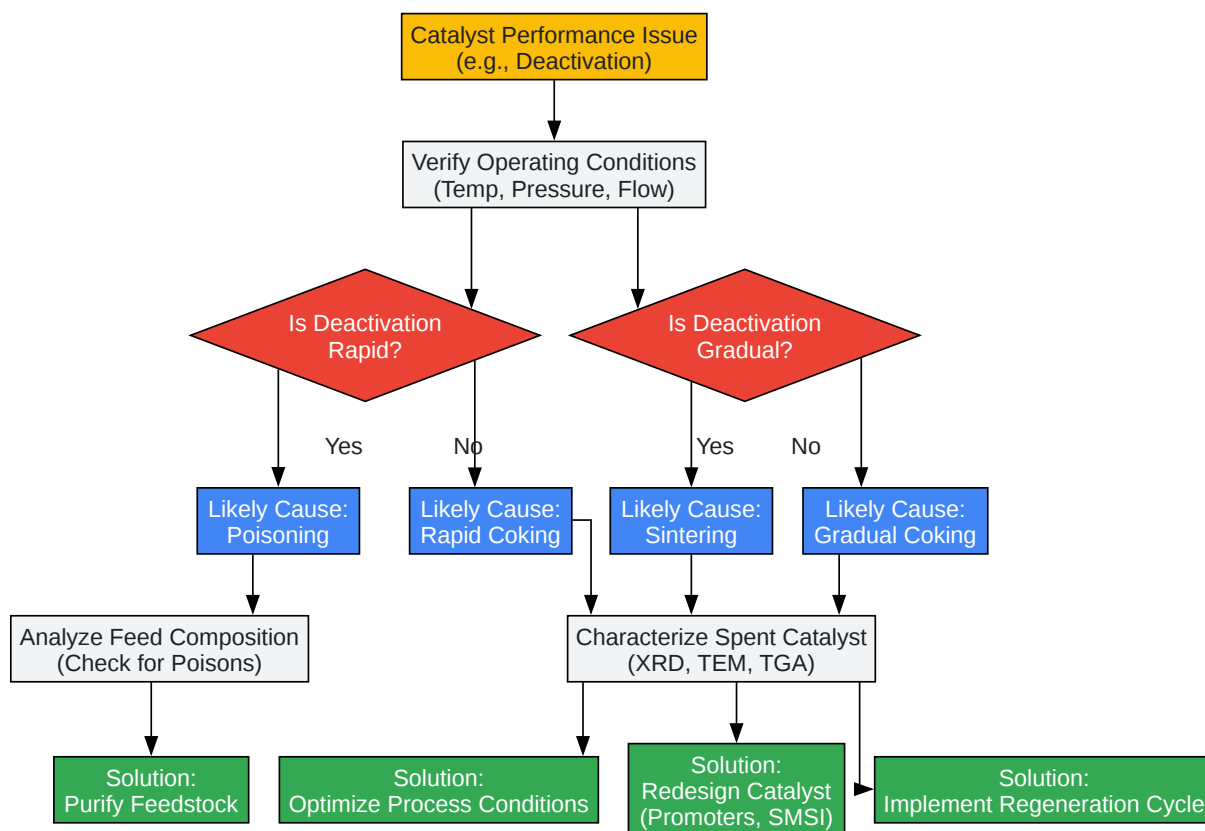 Catalyst Performance Issue
(e.g., Deactivation)
Verify Operating Conditions
(Temp, Pressure, Flow)
Is Deactivation
Rapid?
Is Deactivation
Gradual?
Yes
No
Yes
No
Likely Cause:
Poisoning
Likely Cause:
Rapid Coking
Likely Cause:
Sintering
Likely Cause:
Gradual Coking
Analyze Feed Composition
(Check for Poisons)
Characterize Spent Catalyst
(XRD, TEM, TGA)
Solution:
Purify Feedstock
Solution:
Optimize Process Conditions
Solution:
Redesign Catalyst
(Promoters, SMSI)
Solution:
Implement Regeneration Cycle